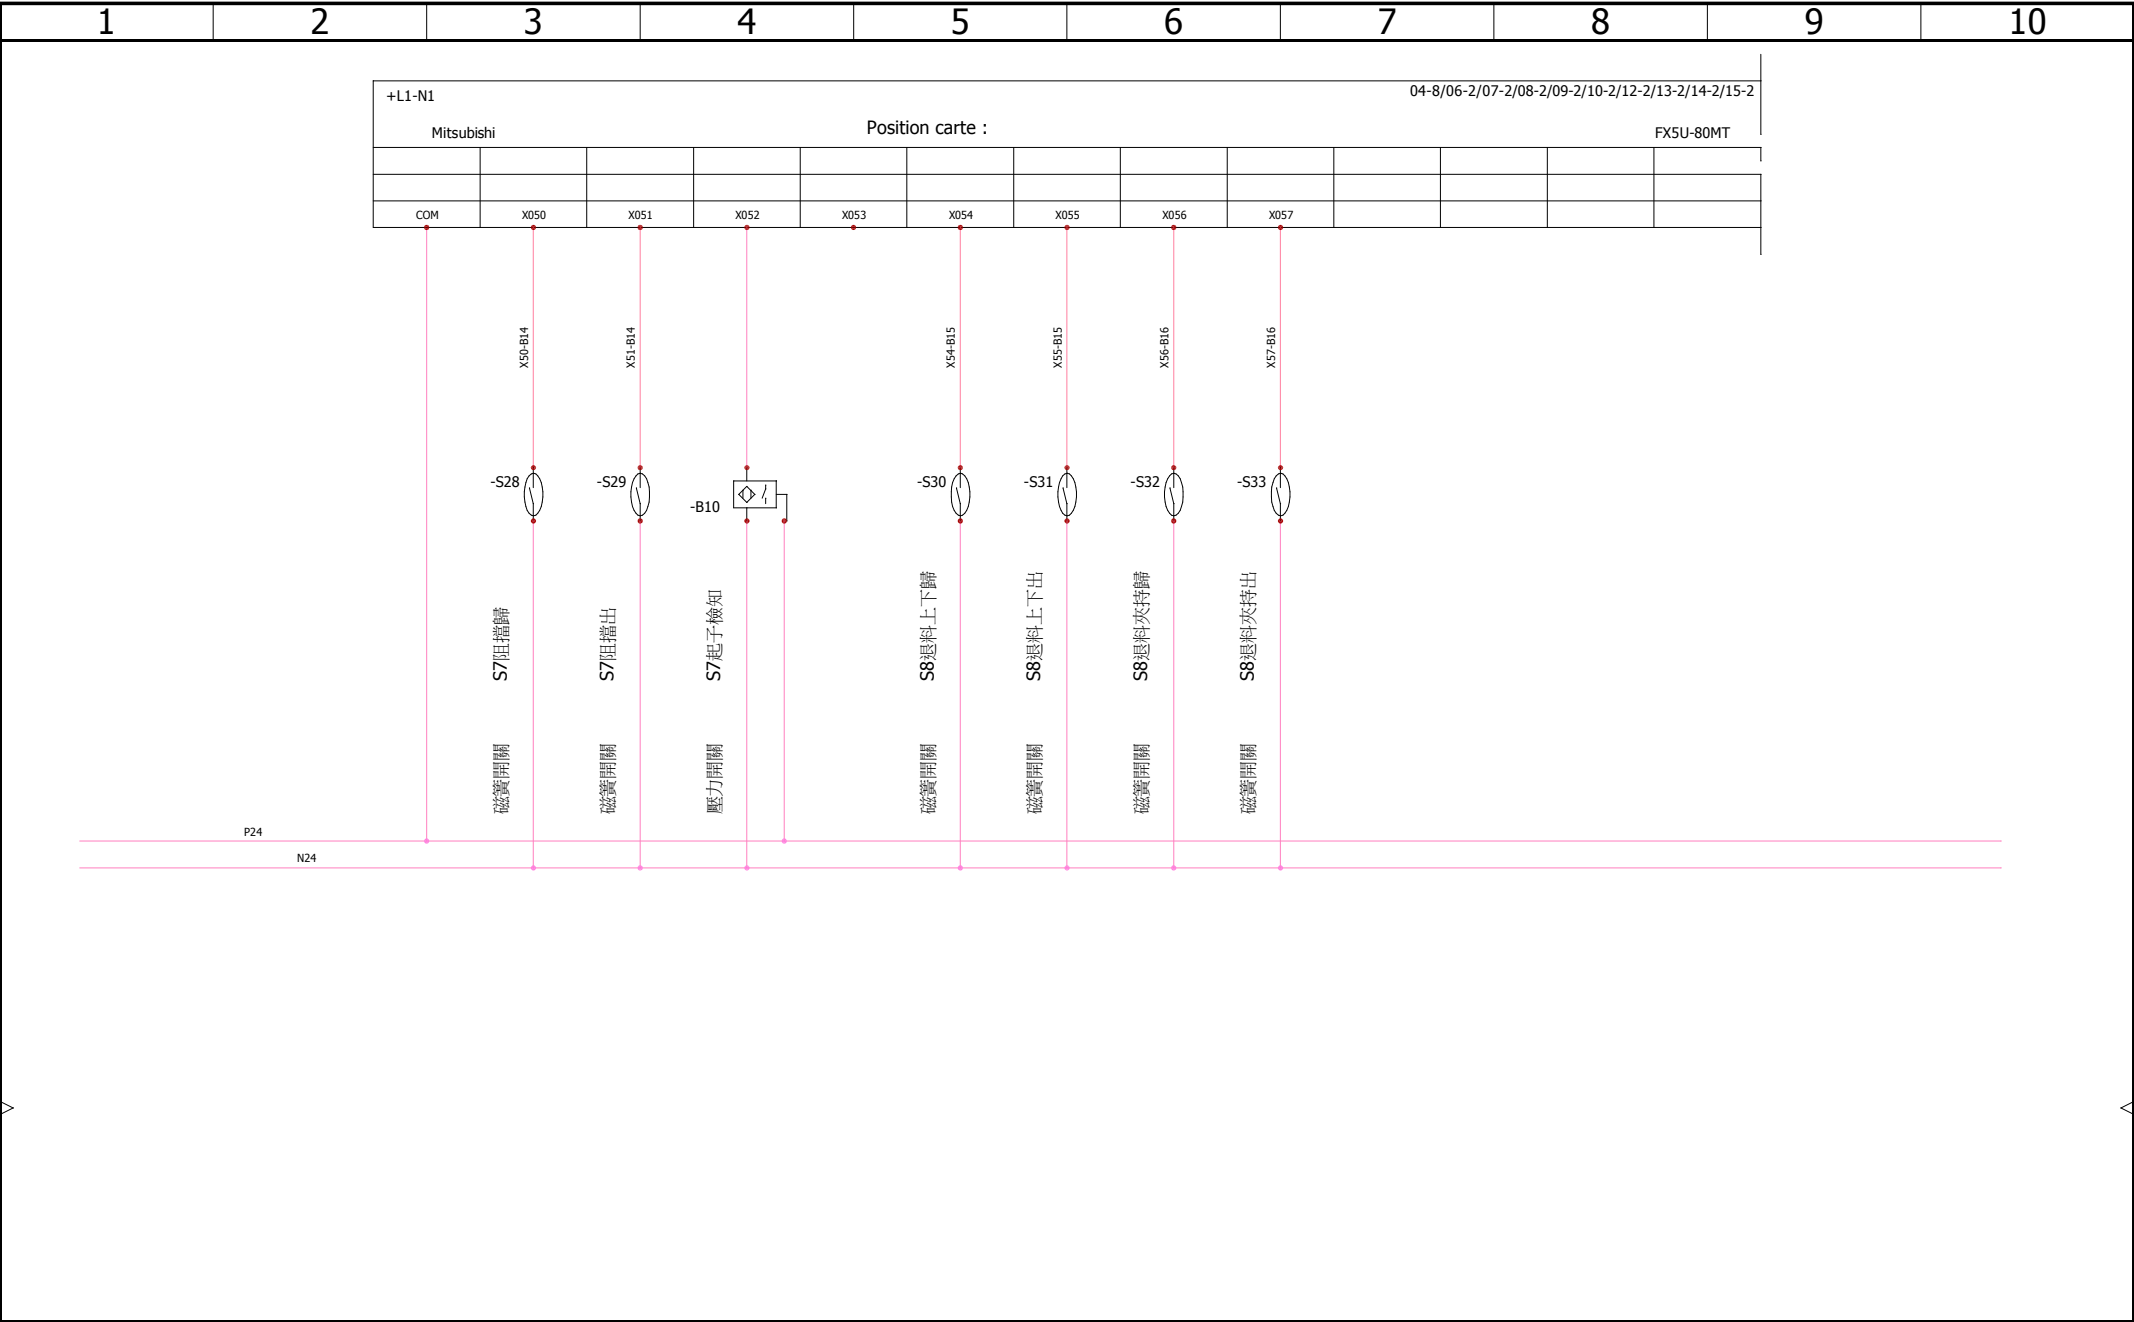 1 2 3 4 5 6 7 8 9 10
+L1-N1 04-8/06-2/07-2/08-2/09-2/10-2/12-2/13-2/14-2/15-2
Mitsubishi Position carte : FX5U-80MT
COM X050 X051 X052 X053 X054 X055 X056 X057
X50-B14
X51-B14
X54-B15
X55-B15
X56-B16
X57-B16
-S28
-S29
-B10
-S30
-S31
-S32
-S33
磁簧開關 S7阻擋歸
磁簧開關 S7阻擋出
壓力開關 S7起子檢知
磁簧開關 S8退料上下歸
磁簧開關 S8退料上下出
磁簧開關 S8退料夾持歸
磁簧開關 S8退料夾持出
P24
N24